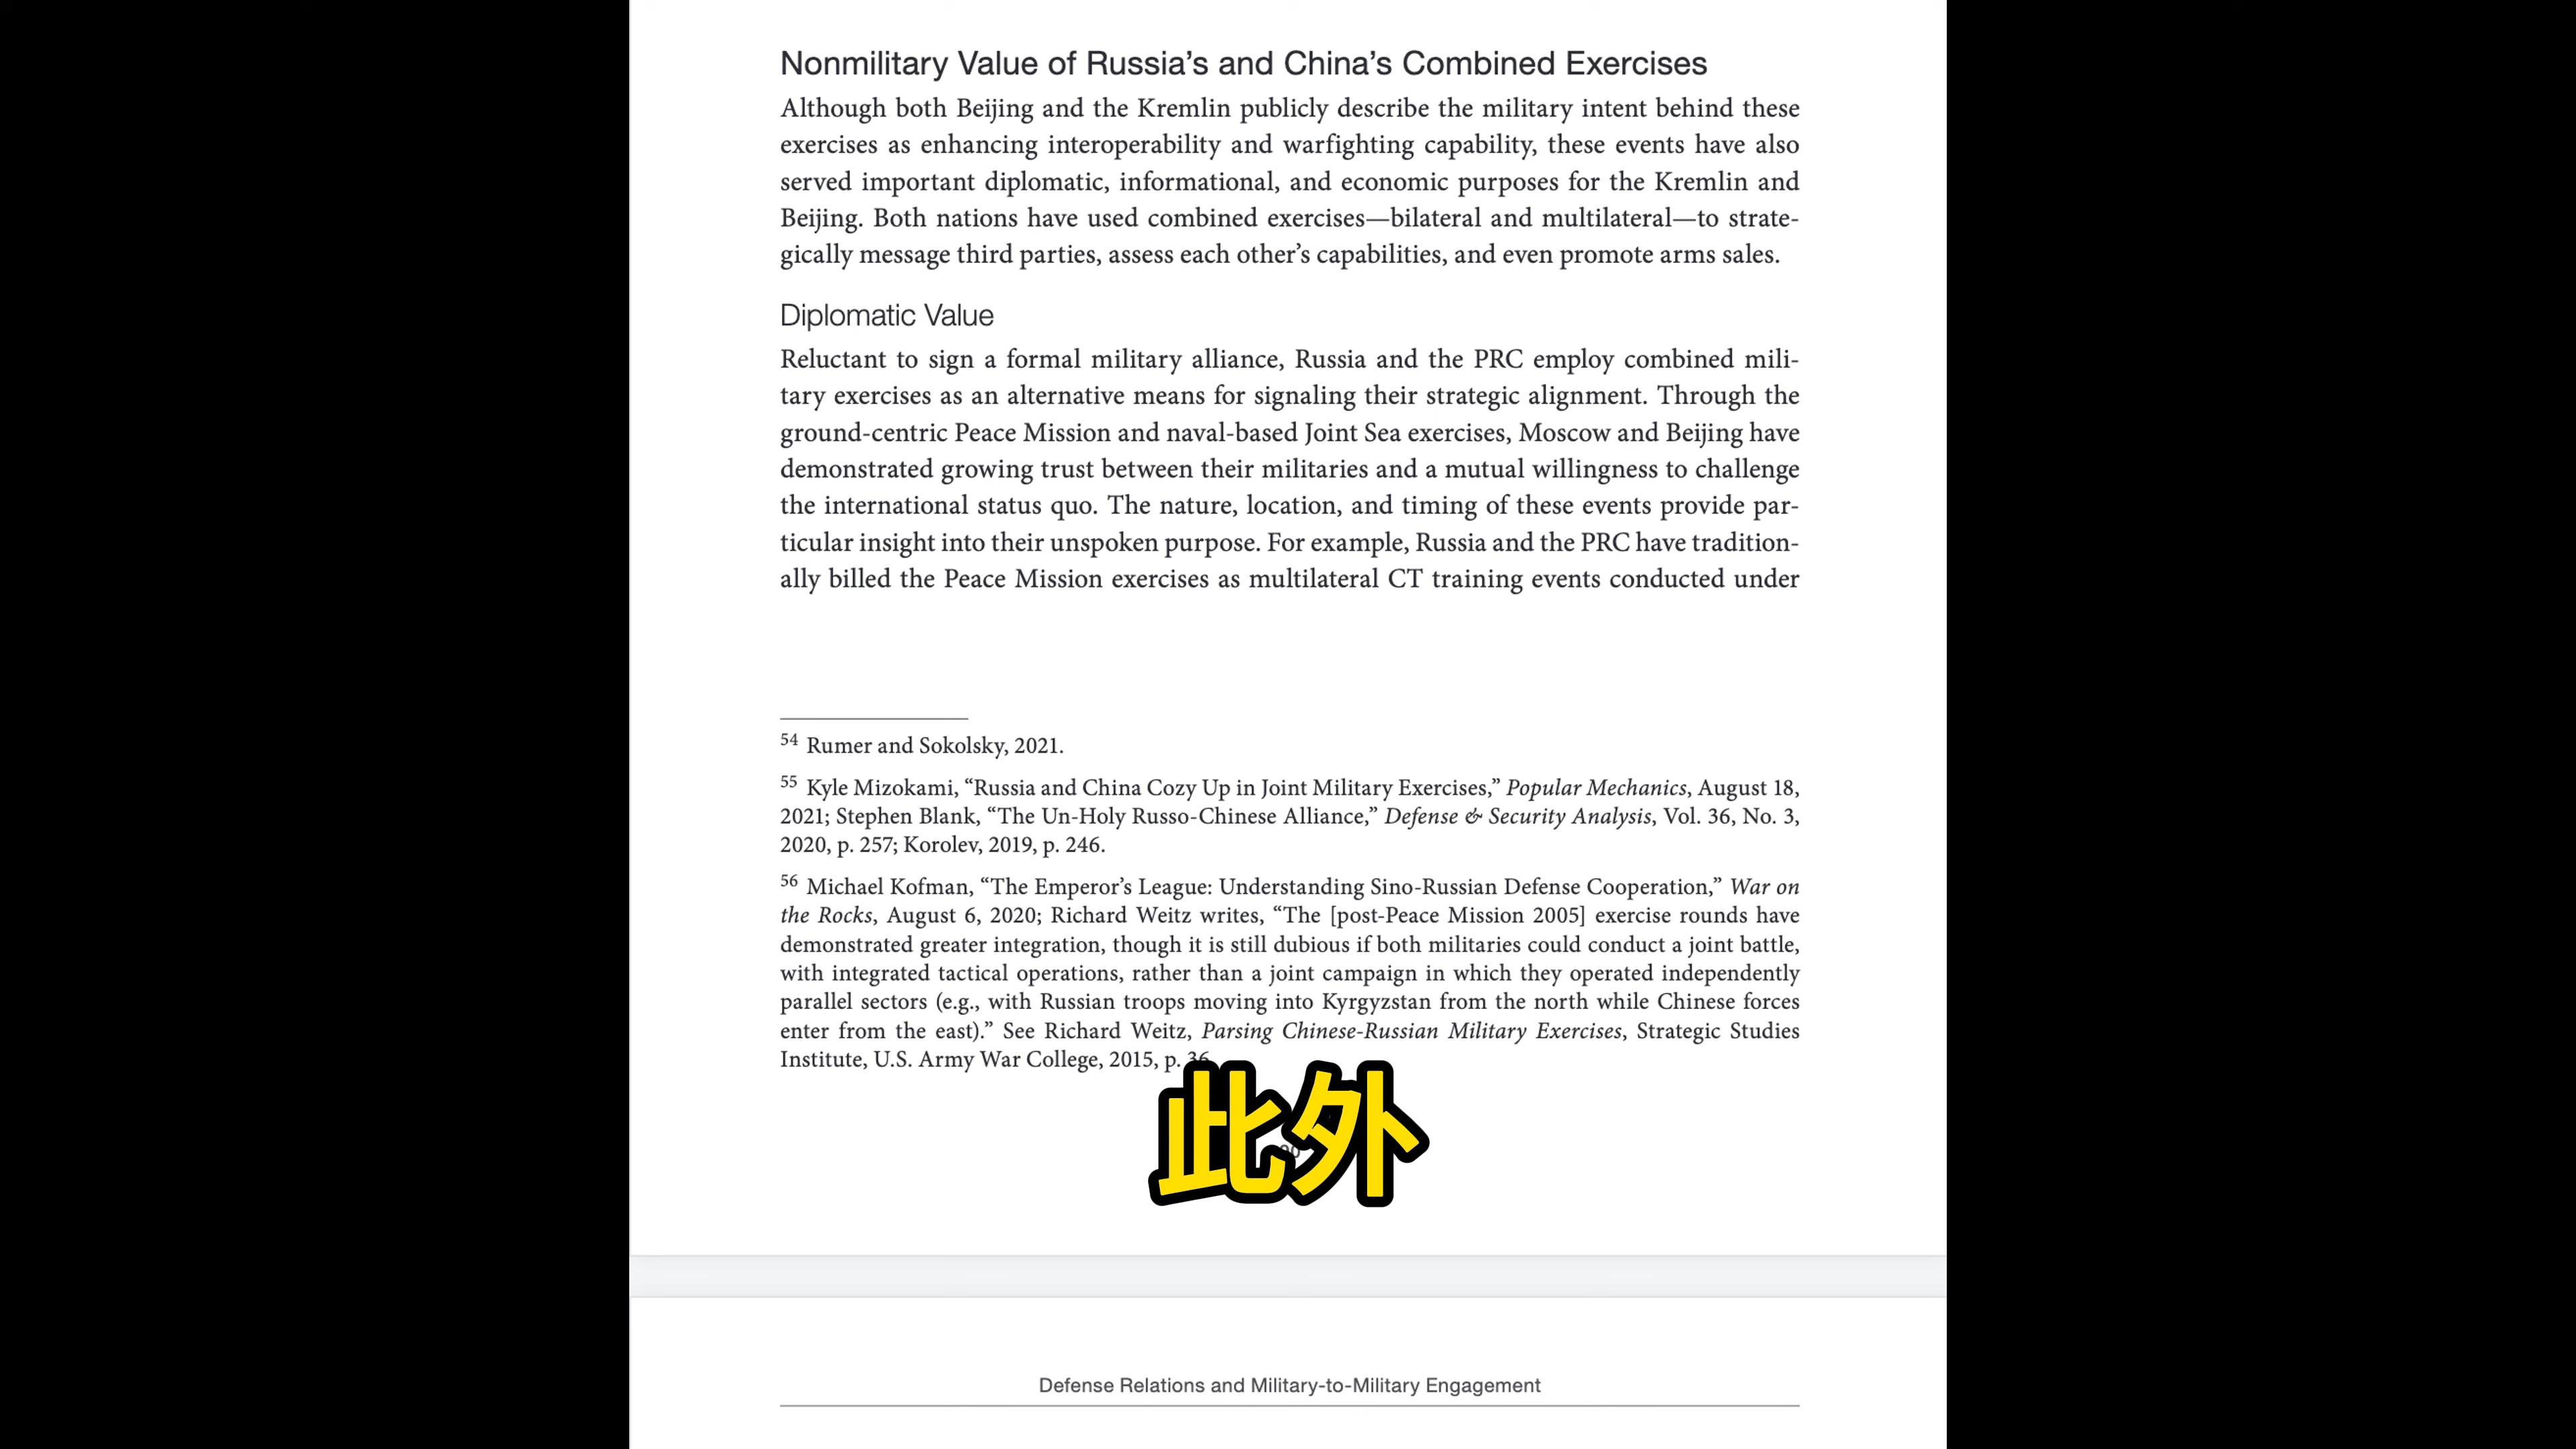 Nonmilitary Value of Russia’s and China’s Combined Exercises
Although both Beijing and the Kremlin publicly describe the military intent behind these
exercises as enhancing interoperability and warfighting capability, these events have also
served important diplomatic, informational, and economic purposes for the Kremlin and
Beijing. Both nations have used combined exercises—bilateral and multilateral—to strate-
gically message third parties, assess each other’s capabilities, and even promote arms sales.
Diplomatic Value
Reluctant to sign a formal military alliance, Russia and the PRC employ combined mili-
tary exercises as an alternative means for signaling their strategic alignment. Through the
ground-centric Peace Mission and naval-based Joint Sea exercises, Moscow and Beijing have
demonstrated growing trust between their militaries and a mutual willingness to challenge
the international status quo. The nature, location, and timing of these events provide par-
ticular insight into their unspoken purpose. For example, Russia and the PRC have tradition-
ally billed the Peace Mission exercises as multilateral CT training events conducted under
54 Rumer and Sokolsky, 2021.
55 Kyle Mizokami, “Russia and China Cozy Up in Joint Military Exercises,” Popular Mechanics, August 18,
2021; Stephen Blank, “The Un-Holy Russo-Chinese Alliance,” Defense & Security Analysis, Vol. 36, No. 3,
2020, p. 257; Korolev, 2019, p. 246.
56 Michael Kofman, “The Emperor’s League: Understanding Sino-Russian Defense Cooperation,” War on
the Rocks, August 6, 2020; Richard Weitz writes, “The [post-Peace Mission 2005] exercise rounds have
demonstrated greater integration, though it is still dubious if both militaries could conduct a joint battle,
with integrated tactical operations, rather than a joint campaign in which they operated independently
parallel sectors (e.g., with Russian troops moving into Kyrgyzstan from the north while Chinese forces
enter from the east).” See Richard Weitz, Parsing Chinese-Russian Military Exercises, Strategic Studies
Institute, U.S. Army War College, 2015, p. 36.
此外
Defense Relations and Military-to-Military Engagement